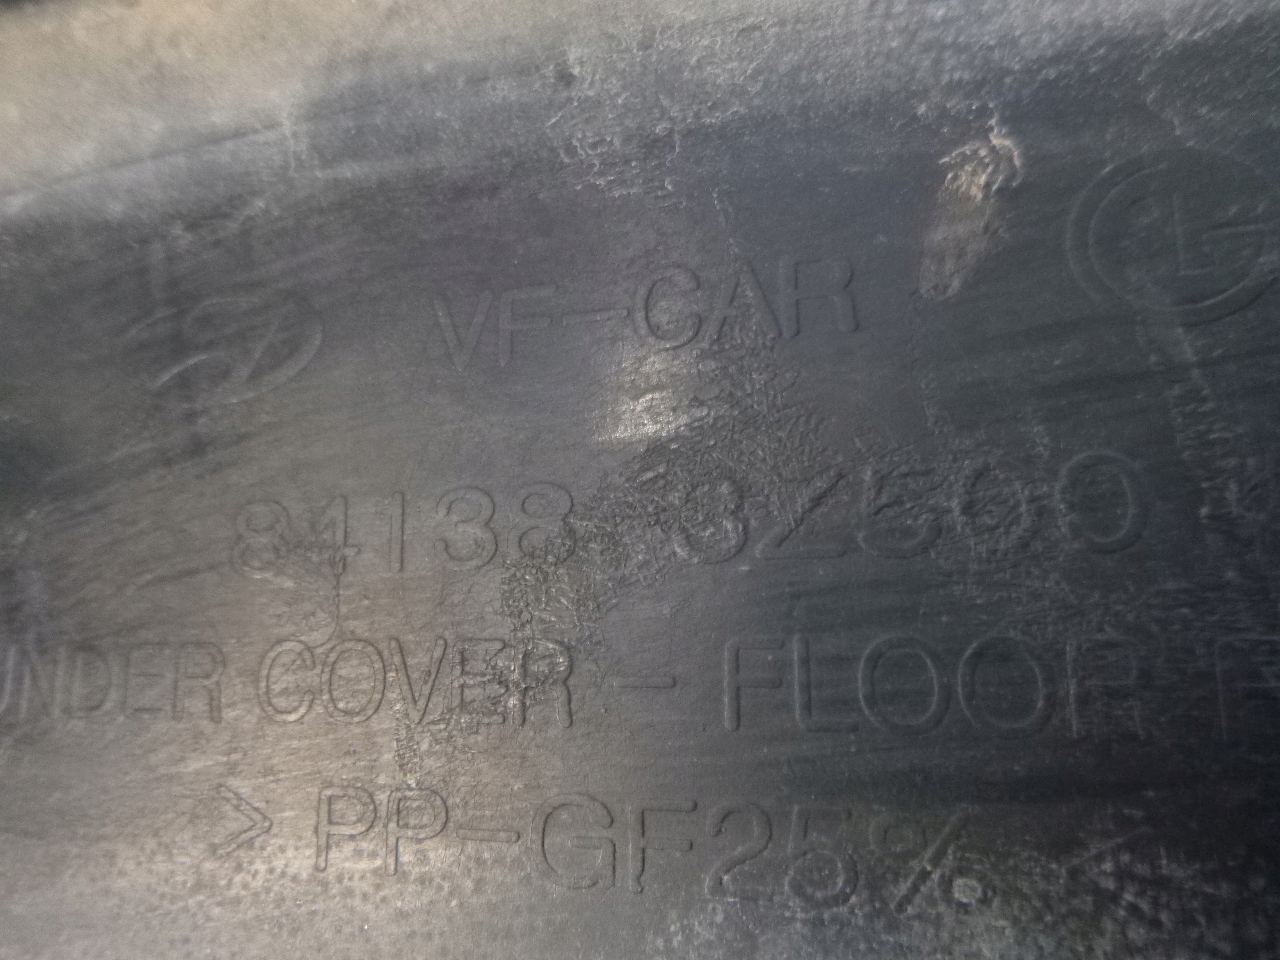 VF-CAR
84138-3Z500
UNDER COVER - FLOOR
> PP-GF25% <